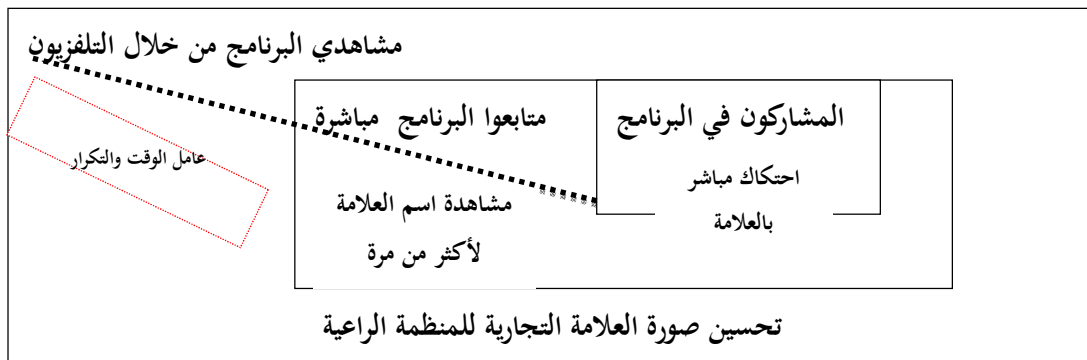 مشاهدي البرنامج من خلال التلفزيون
المشاركون في البرنامج
متابعوا البرنامج مباشرة
احتكاك مباشر
بالعلامة
عامل الوقت والتكرار
مشاهدة اسم العلامة
لأكثر من مرة
تحسين صورة العلامة التجارية للمنظمة الراعية